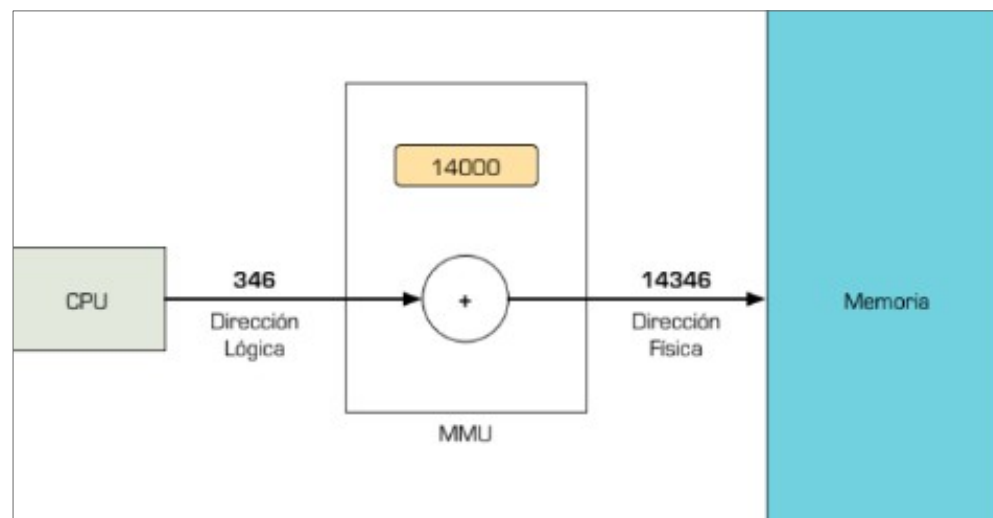 14000
346
14346
CPU
+
Memoria
Dirección
Lógica
Dirección
Física
MMU